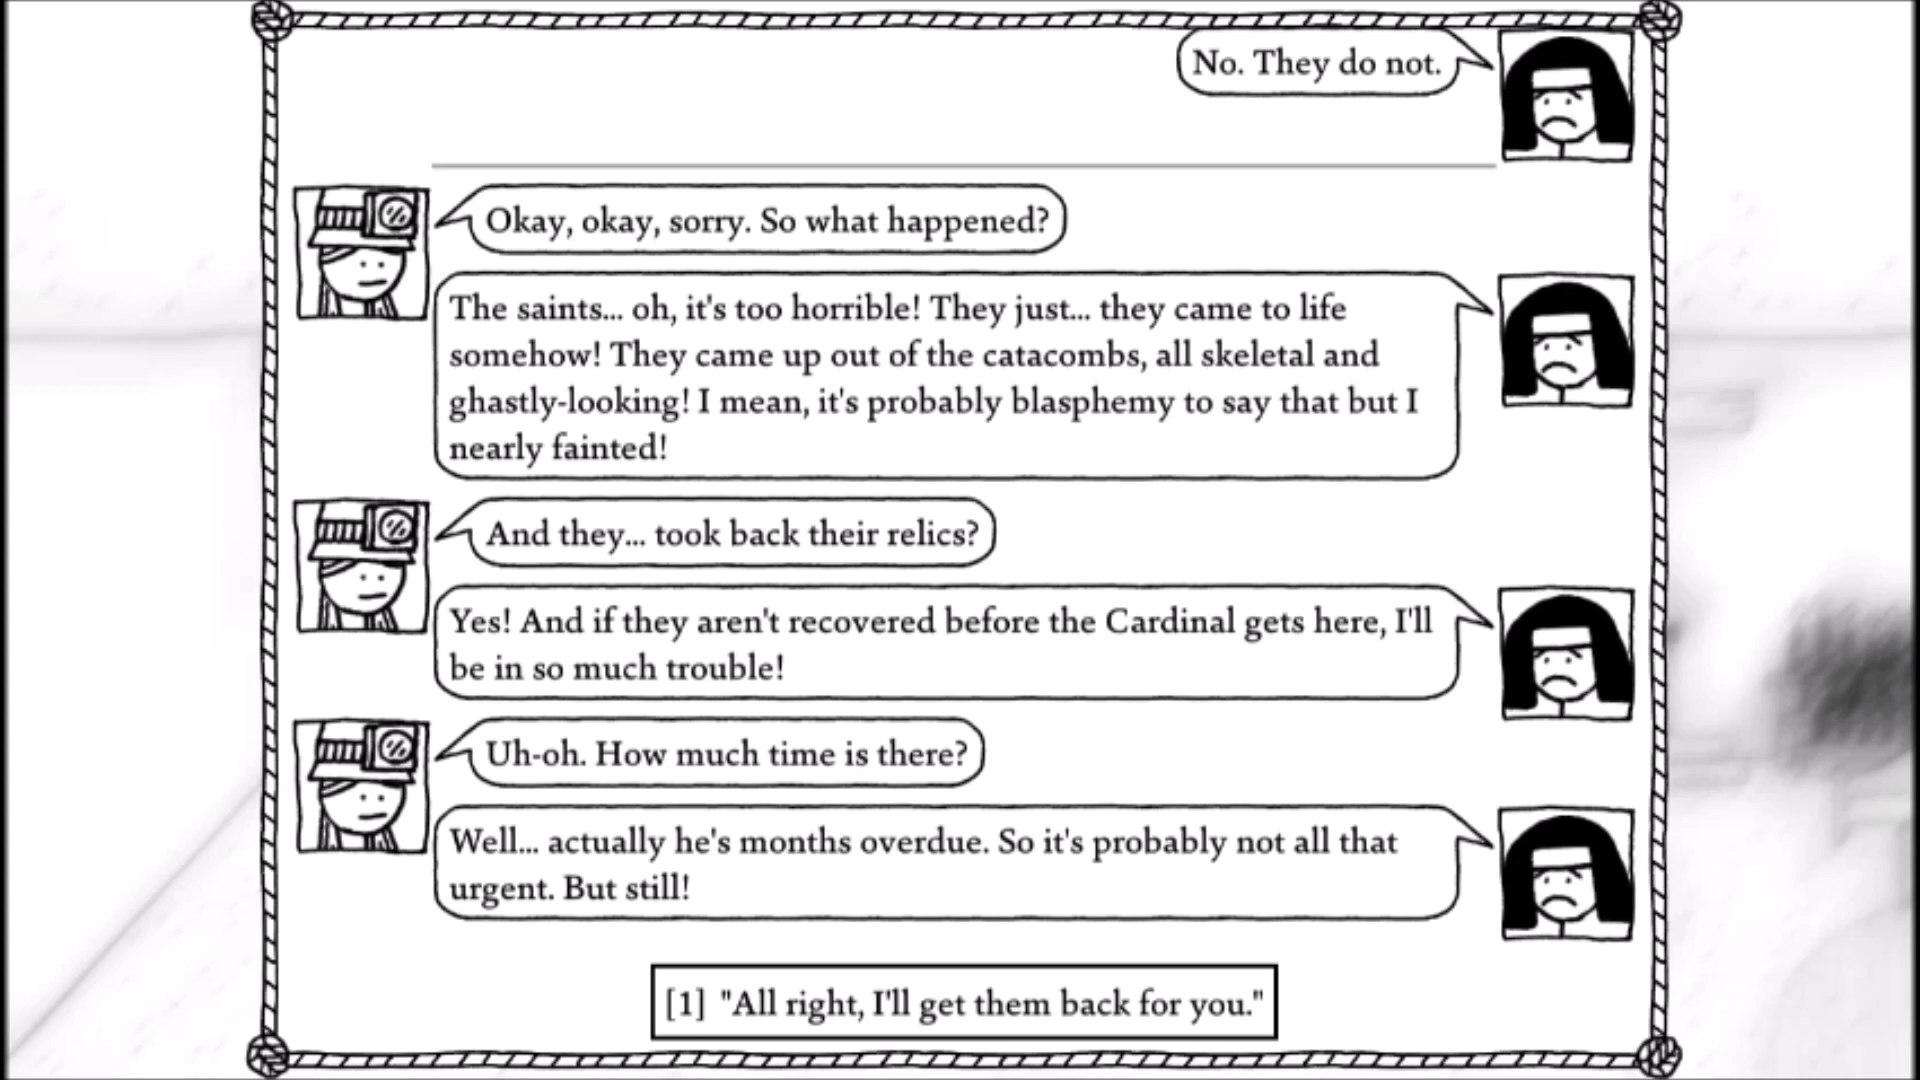 No. They do not.
Okay, okay, sorry. So what happened?
The saints... oh, it's too horrible! They just... they came to life
somehow! They came up out of the catacombs, all skeletal and
ghastly-looking! I mean, it's probably blasphemy to say that but I
nearly fainted!
And they... took back their relics?
Yes! And if they aren't recovered before the Cardinal gets here, I'll
be in so much trouble!
Uh-oh. How much time is there?
Well... actually he's months overdue. So it's probably not all that
urgent. But still!
[1] "All right, I'll get them back for you."